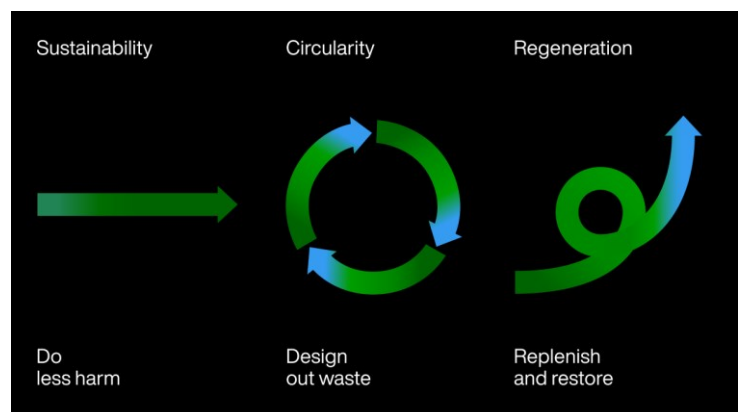 Sustainability
Circularity
Regeneration
Do
less harm
Design
out waste
Replenish
and restore